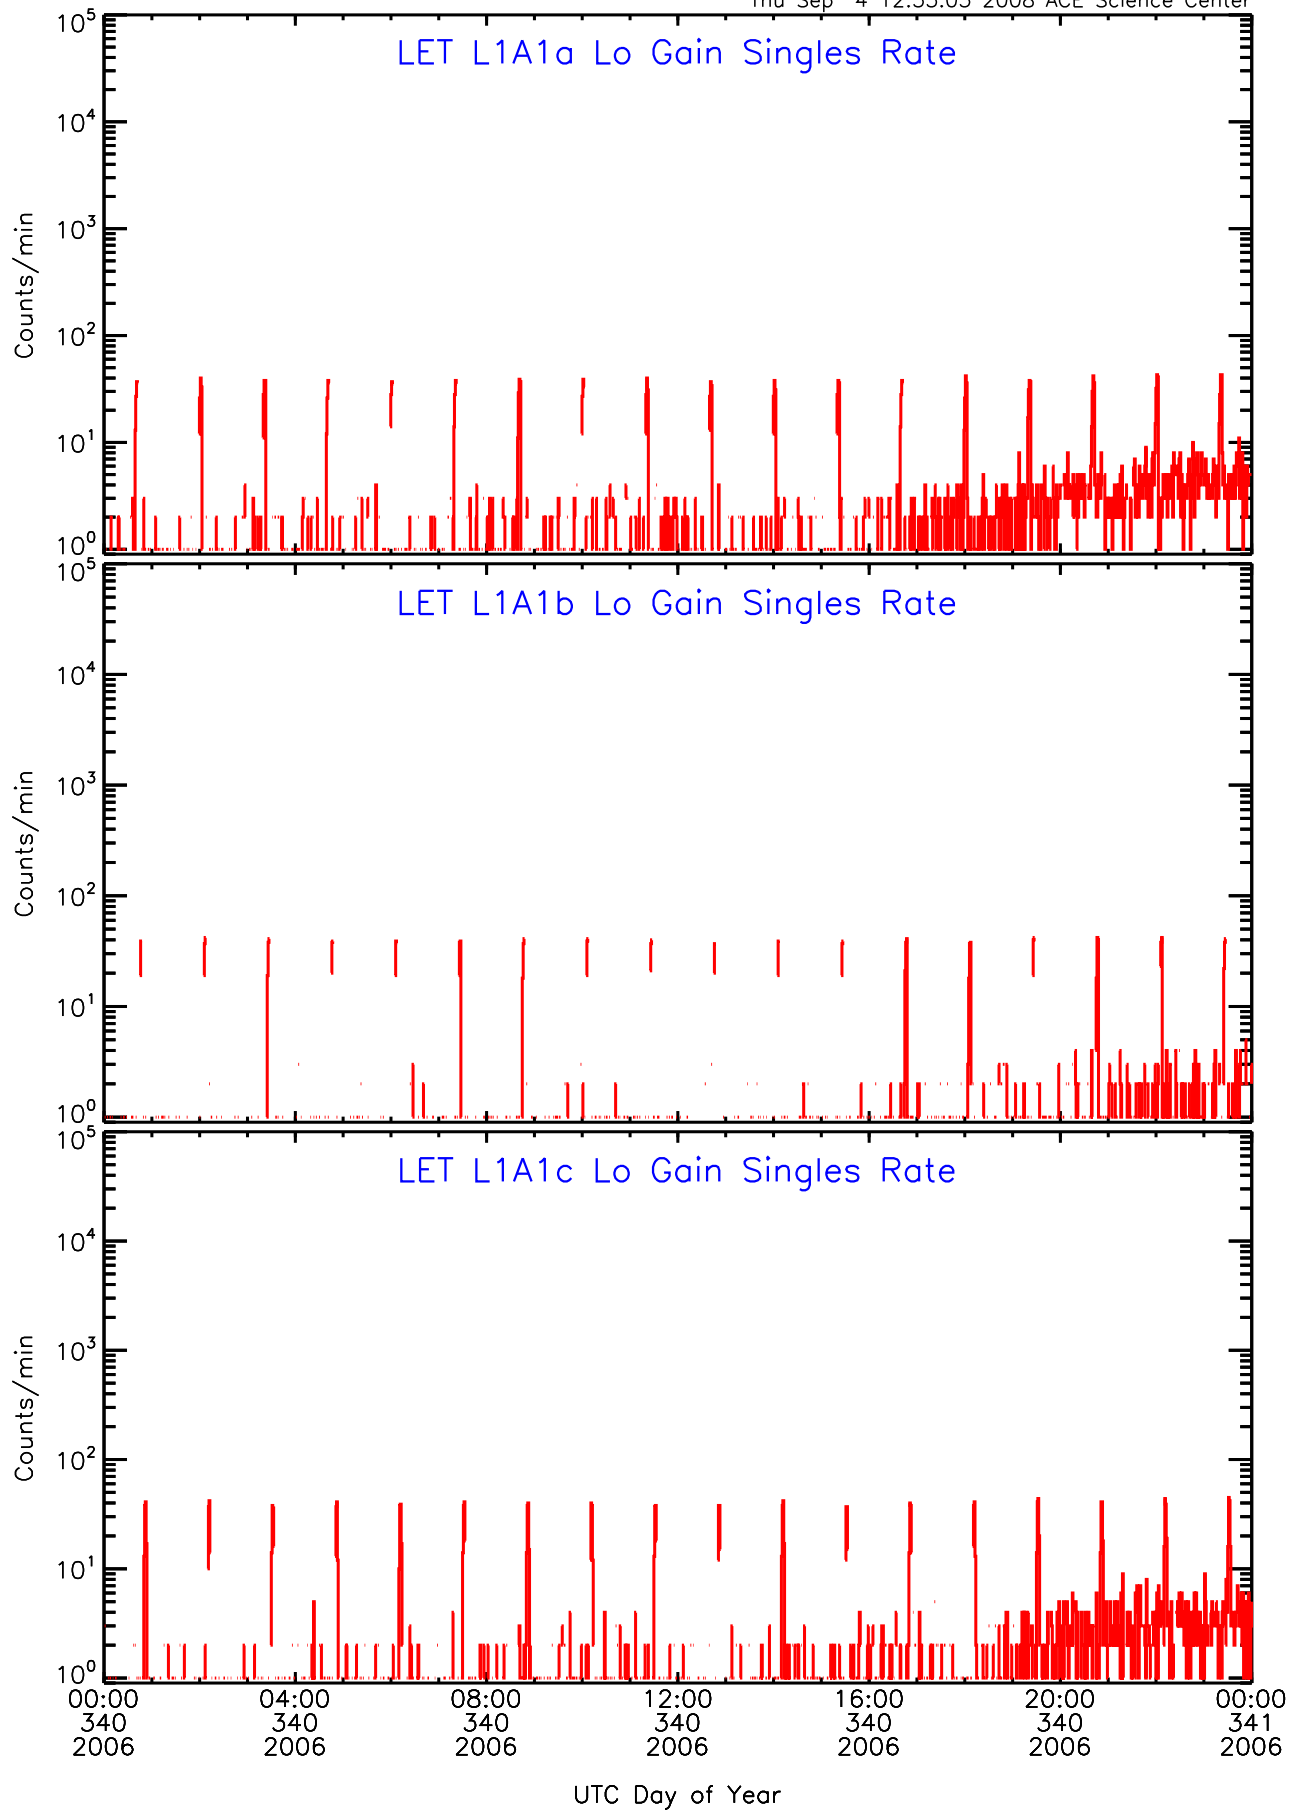 2008 ACE Science Center
LET L1A1a Lo Gain Singles Rate
10^5
10^4
10^3
10^2
10^1
10^0
Counts/min
LET L1A1b Lo Gain Singles Rate
10^5
10^4
10^3
10^2
10^1
10^0
Counts/min
LET L1A1c Lo Gain Singles Rate
10^5
10^4
10^3
10^2
10^1
10^0
Counts/min
00:00 04:00 08:00 12:00 16:00 20:00 00:00
340 340 340 340 340 340 341
2006 2006 2006 2006 2006 2006 2006
UTC Day of Year